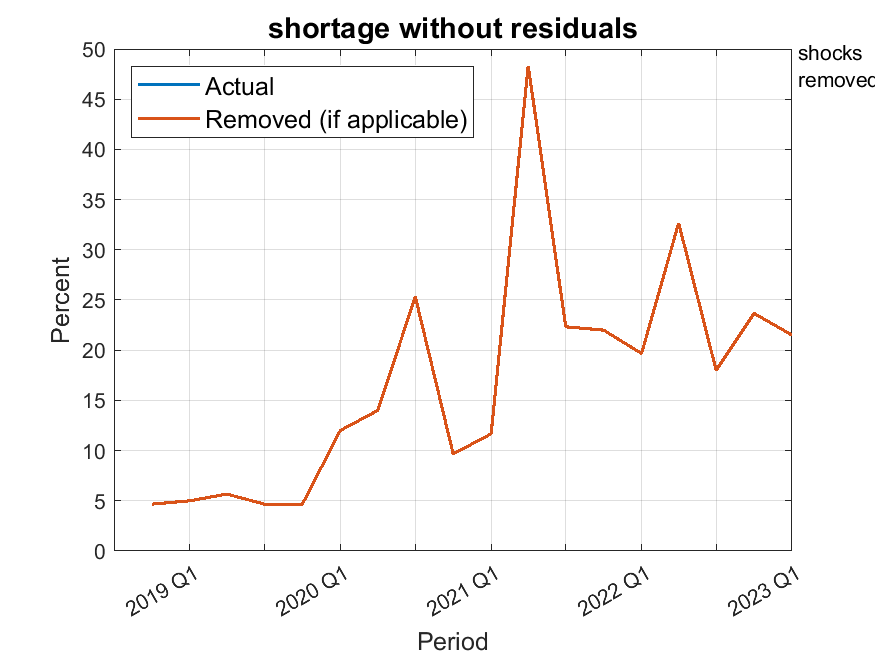 shortage without residuals
shocks
removed
Actual
Removed (if applicable)
50
45
40
35
30
25
20
15
10
5
0
Percent
2019 Q1
2020 Q1
2021 Q1
2022 Q1
2023 Q1
Period